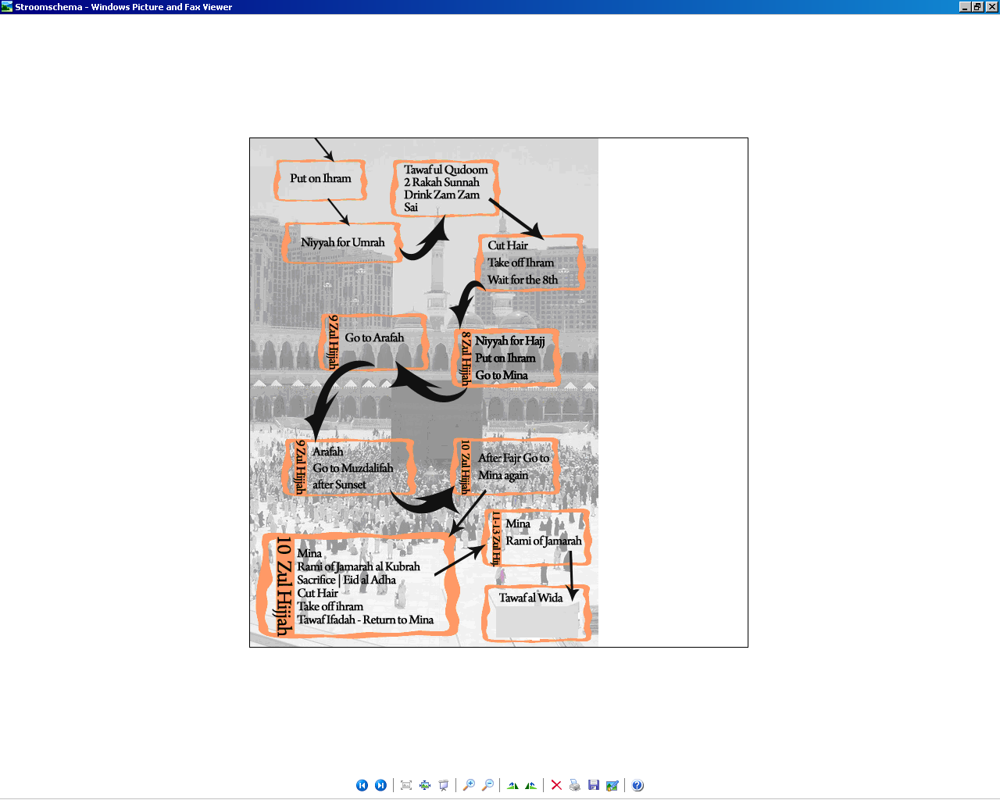 Stroomschema - Windows Picture and Fax Viewer
Put on Ihram
Niyyah for Umrah
Tawaf ul Qudoom
2 Rakah Sunnah
Drink Zam Zam
Sai
Cut Hair
Take off Ihram
Wait for the 8th
8 Zul Hijjah
Niyyah for Hajj
Put on Ihram
Go to Mina
9 Zul Hijjah
Go to Arafah
9 Zul Hijjah
Arafah
Go to Muzdalifah
after Sunset
10 Zul Hijjah
After Fajr Go to
Mina again
10 Zul Hijjah
Mina
Rami of Jamarah al Kubrah
Sacrifice | Eid al Adha
Cut Hair
Take off ihram
Tawaf Ifadah - Return to Mina
11-13 Zul Hij
Mina
Rami of Jamarah
Tawaf al Wida